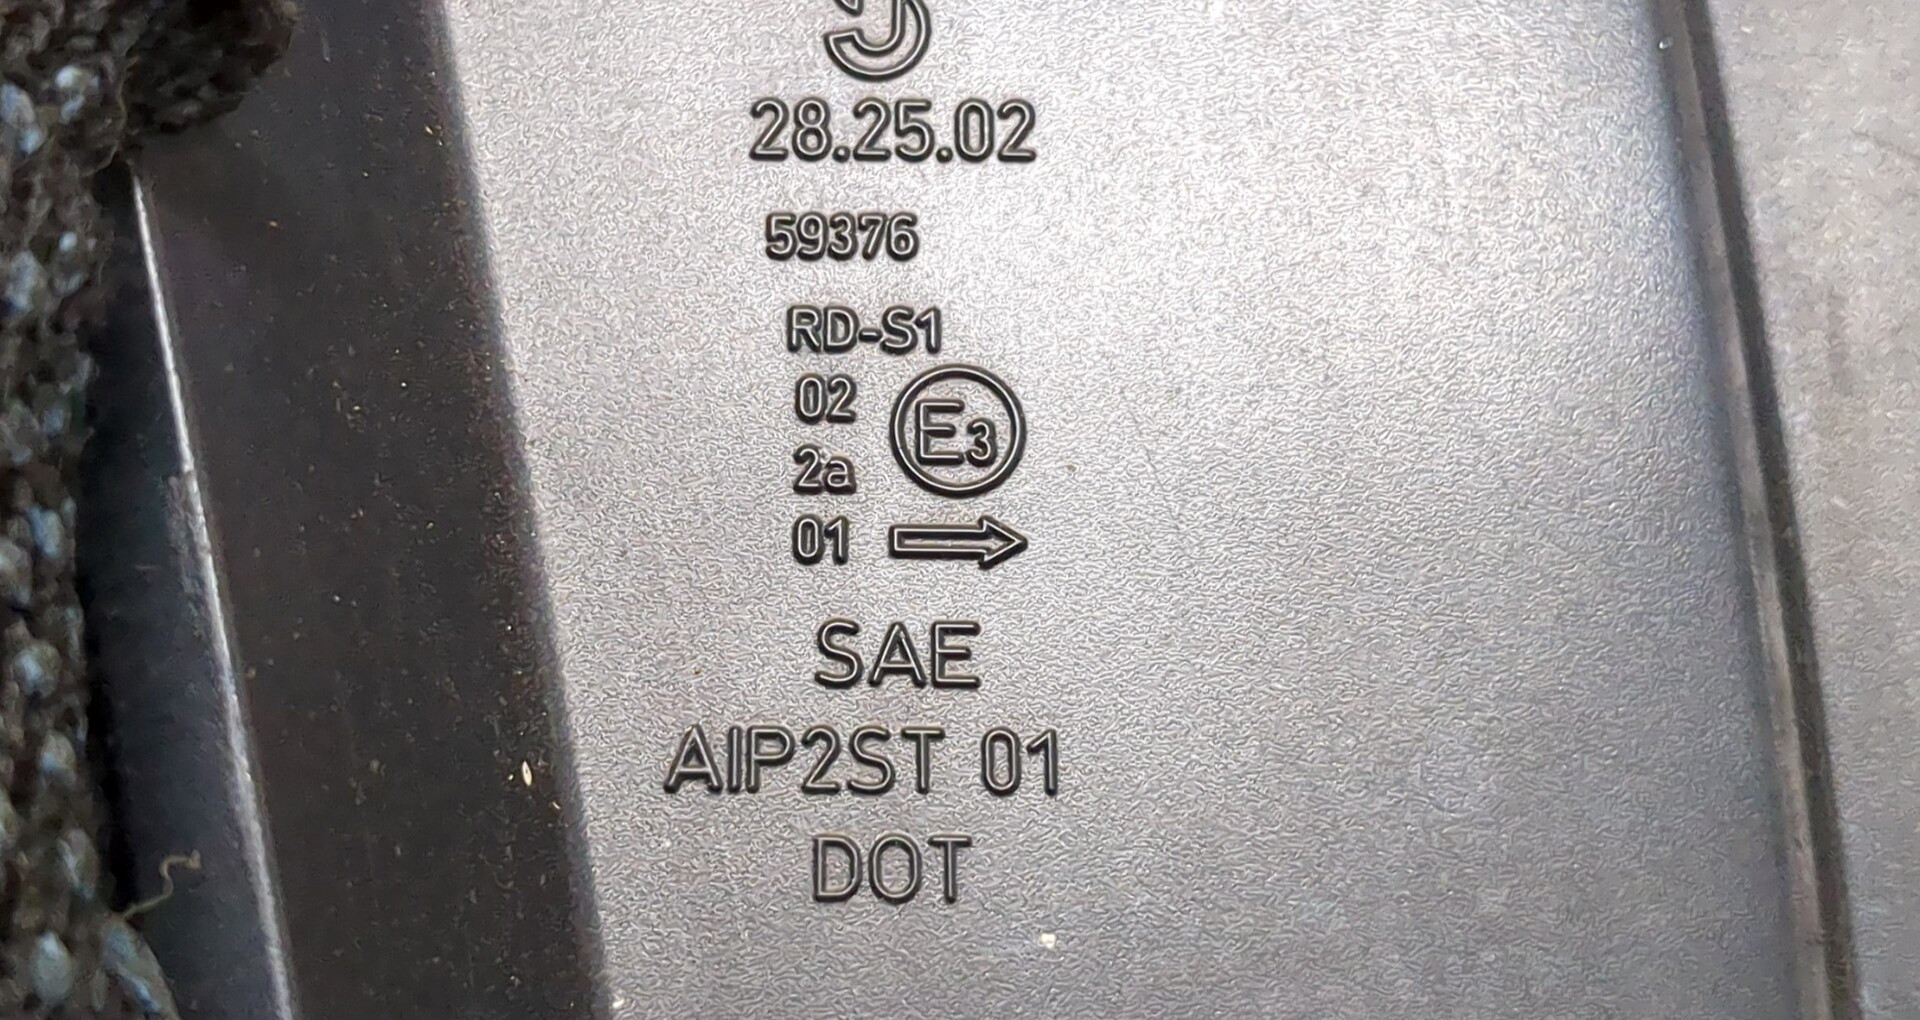 28.25.02
59376
RD-S1
02
E3
2a
01
SAE
AIP2ST 01
DOT